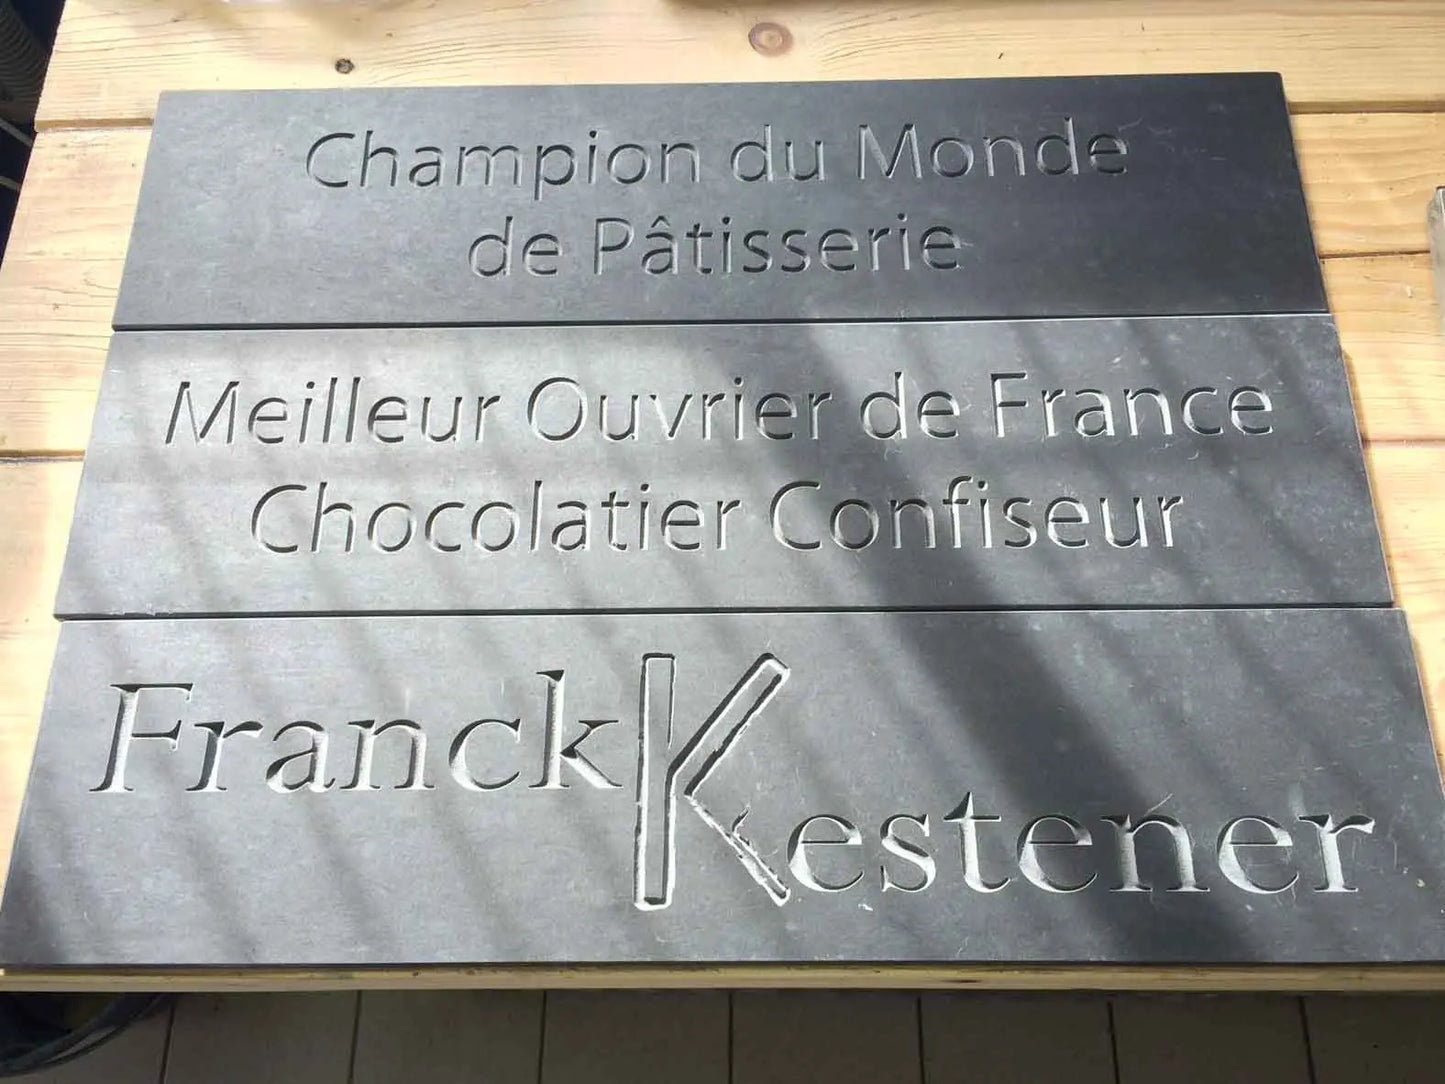 Champion du Monde
de Pâtisserie
Meilleur Ouvrier de France
Chocolatier Confiseur
Franck Kestener